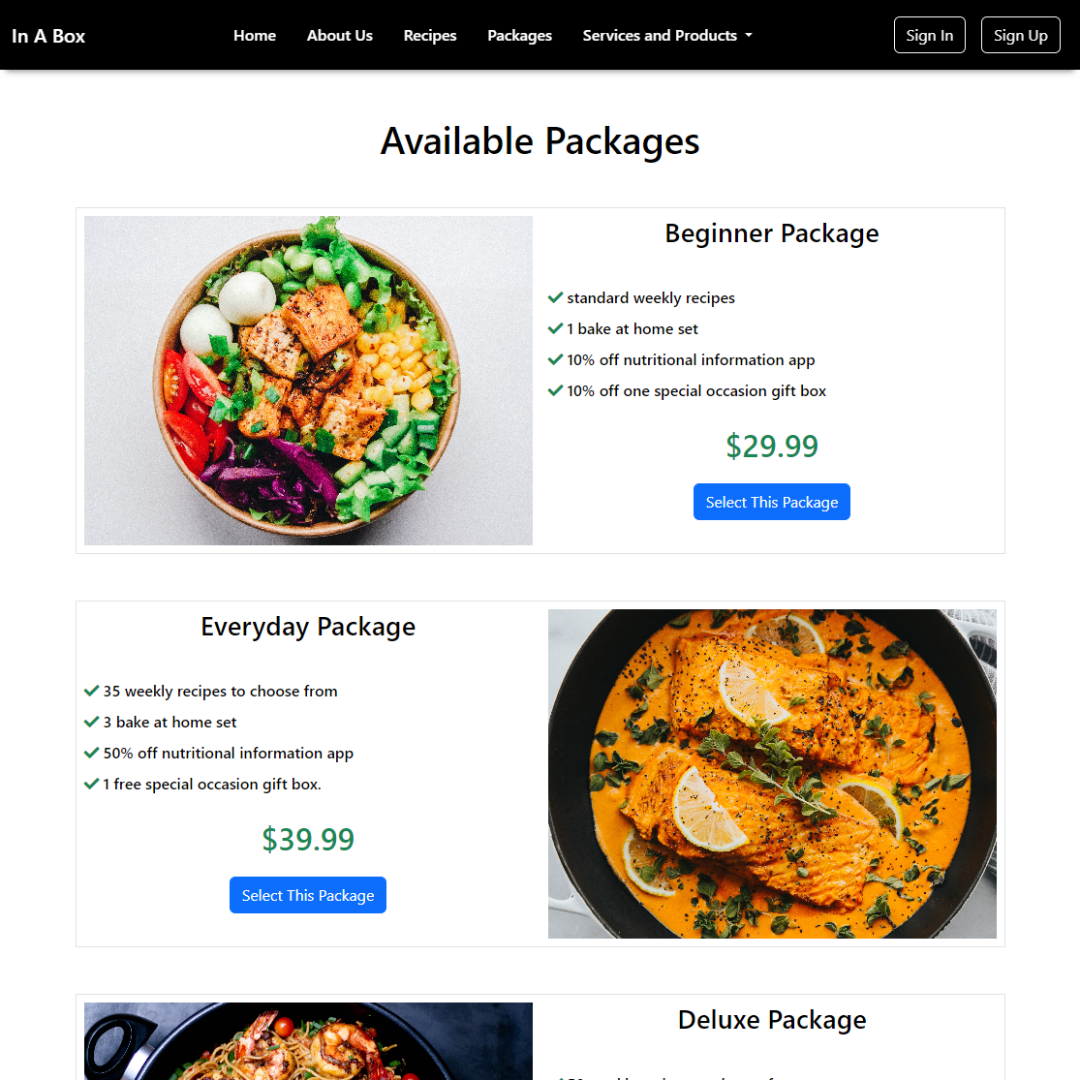 In A Box
Home About Us Recipes Packages Services and Products
Sign In Sign Up
Available Packages
Beginner Package
standard weekly recipes
1 bake at home set
10% off nutritional information app
10% off one special occasion gift box
$29.99
Select This Package
Everyday Package
35 weekly recipes to choose from
3 bake at home set
50% off nutritional information app
1 free special occasion gift box.
$39.99
Select This Package
Deluxe Package